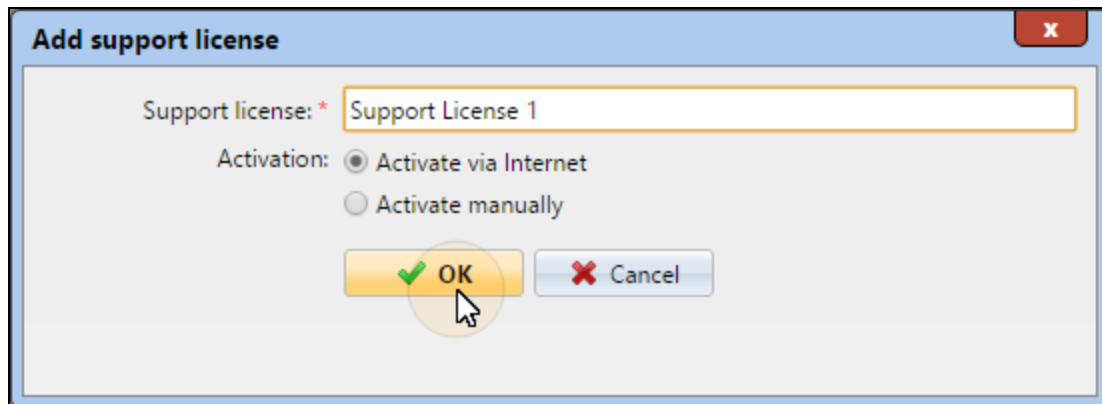 Add support license
x
Support license: * Support License 1
Activation: Activate via Internet
Activate manually
OK Cancel